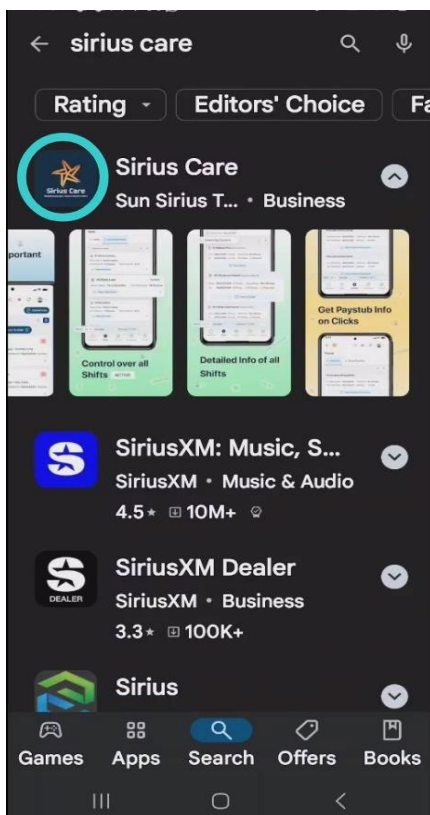 sirius care
Rating
Editors' Choice
Fa
Sirius Care
Sirius Care
Sun Sirius T... • Business
portant
Control over all
Shifts
Detailed Info of all
Shifts
Get Paystub Info
on Clicks
SiriusXM: Music, S...
SiriusXM • Music & Audio
4.5★ 10M+
DEALER
SiriusXM Dealer
SiriusXM • Business
3.3★ 100K+
Sirius
Games Apps Search Offers Books